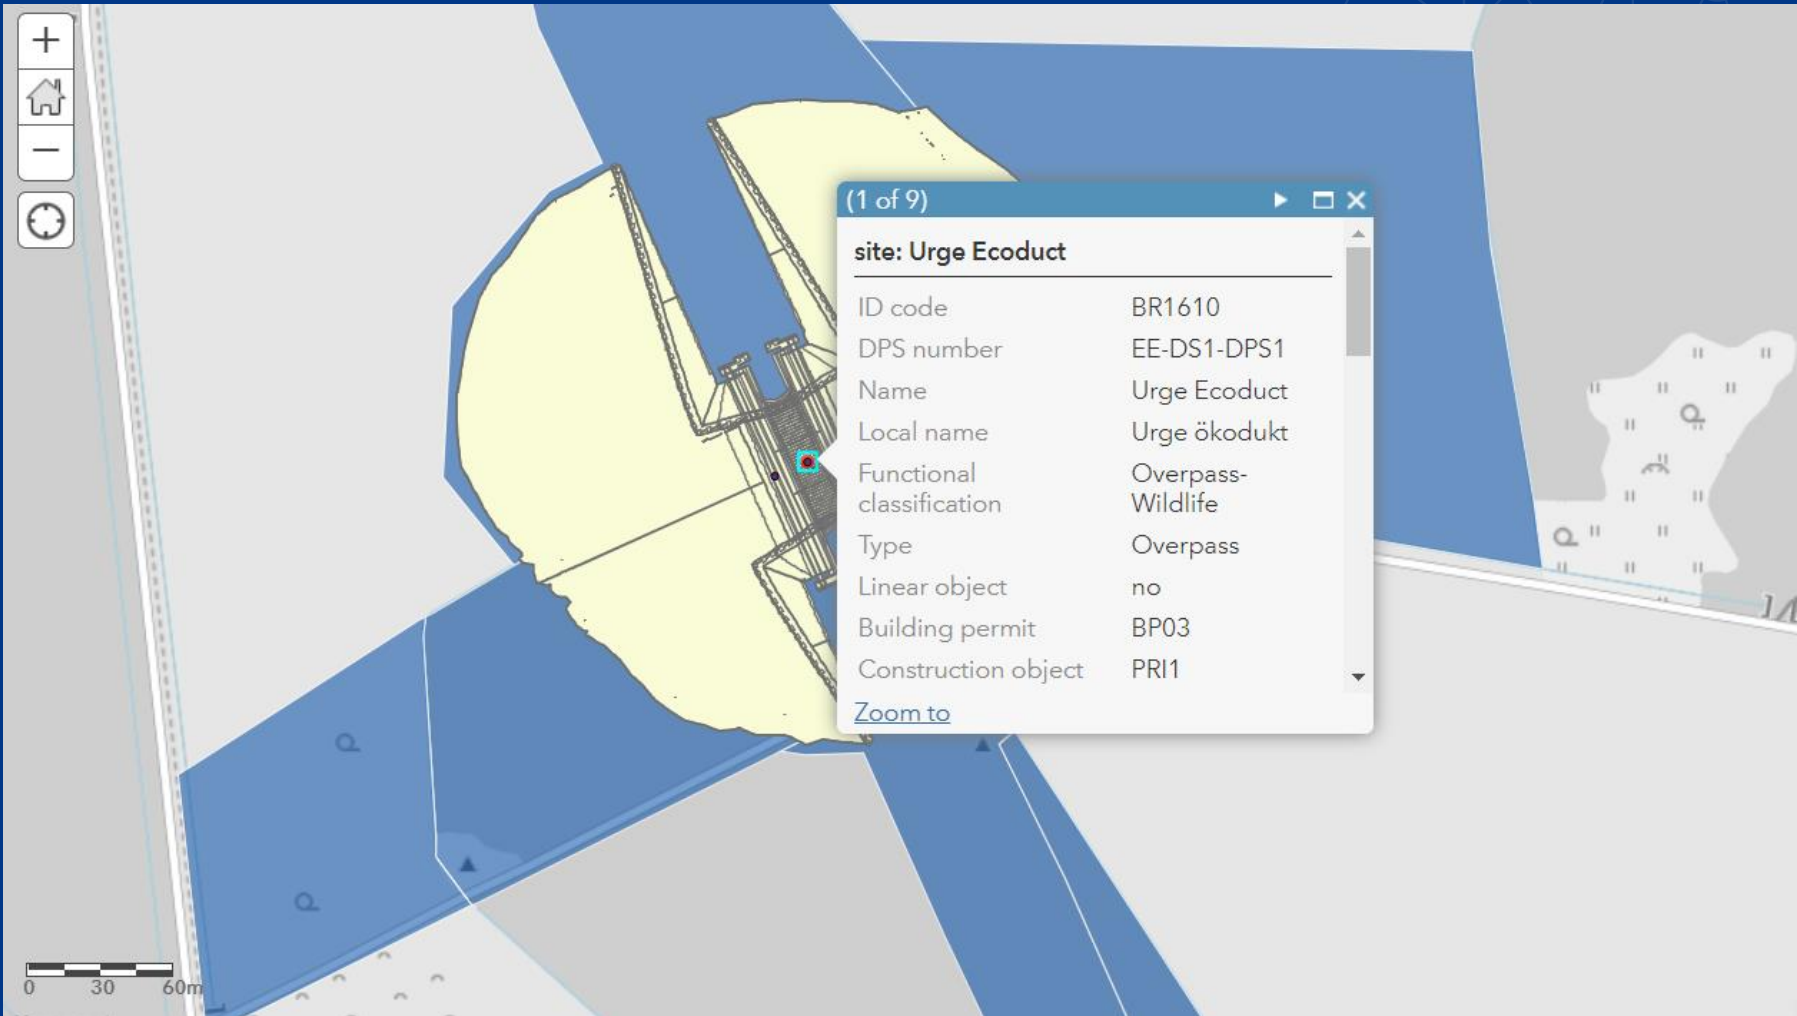 (1 of 9)
site: Urge Ecoduct
ID code BR1610
DPS number EE-DS1-DPS1
Name Urge Ecoduct
Local name Urge ökodukt
Functional Overpass-
classification Wildlife
Type Overpass
Linear object no
Building permit BP03
Construction object PRI1
Zoom to
14
0 30 60m